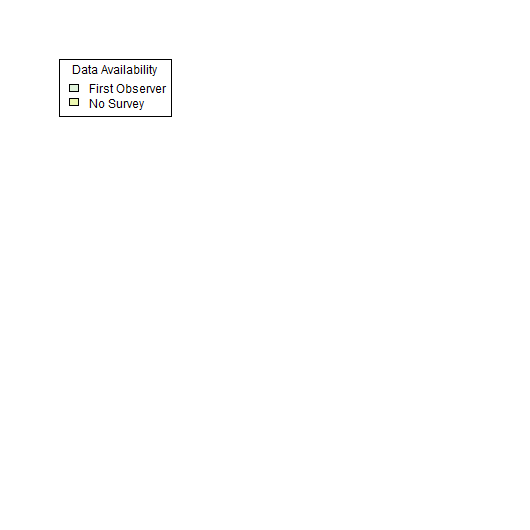 Data Availability
First Observer
No Survey